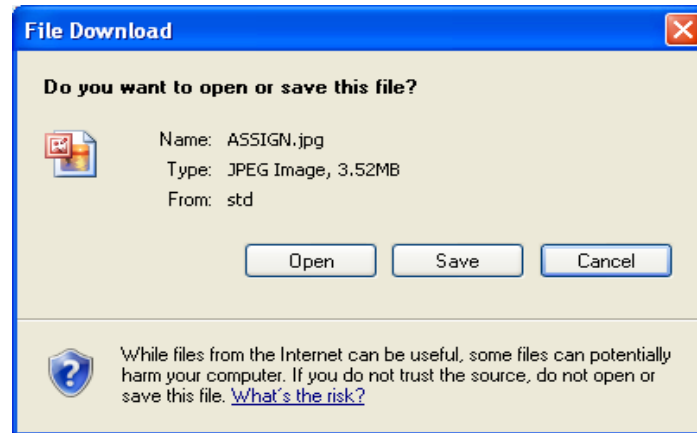 File Download
Do you want to open or save this file?
Name: ASSIGN.jpg
Type: JPEG Image, 3.52MB
From: std
Open Save Cancel
While files from the Internet can be useful, some files can potentially
harm your computer. If you do not trust the source, do not open or
save this file. What's the risk?